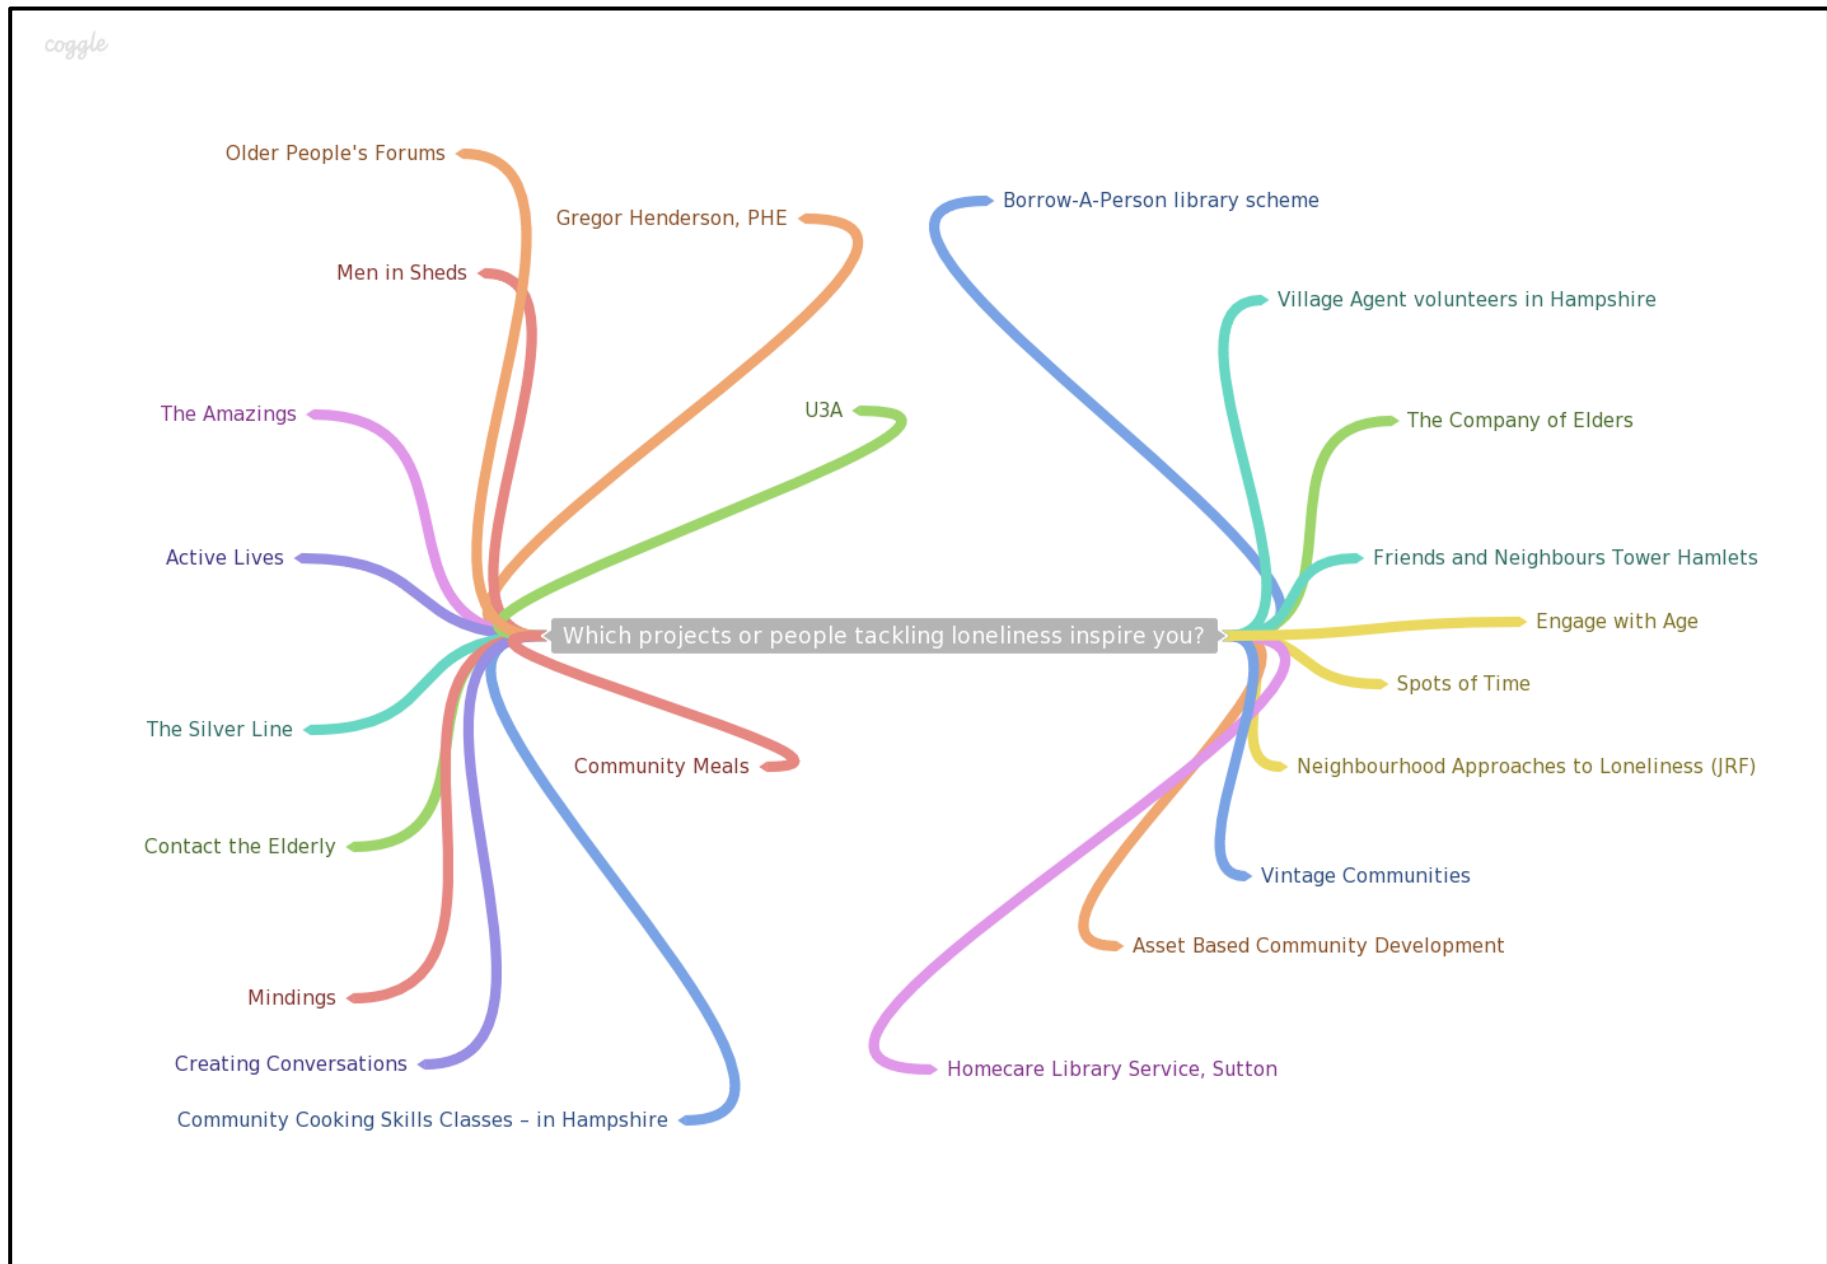 coggle
Older People's Forums
Gregor Henderson, PHE
Men in Sheds
U3A
The Amazings
Active Lives
Which projects or people tackling loneliness inspire you?
The Silver Line
Community Meals
Contact the Elderly
Mindings
Creating Conversations
Community Cooking Skills Classes – in Hampshire
Borrow-A-Person library scheme
Village Agent volunteers in Hampshire
The Company of Elders
Friends and Neighbours Tower Hamlets
Engage with Age
Spots of Time
Neighbourhood Approaches to Loneliness (JRF)
Vintage Communities
Asset Based Community Development
Homecare Library Service, Sutton